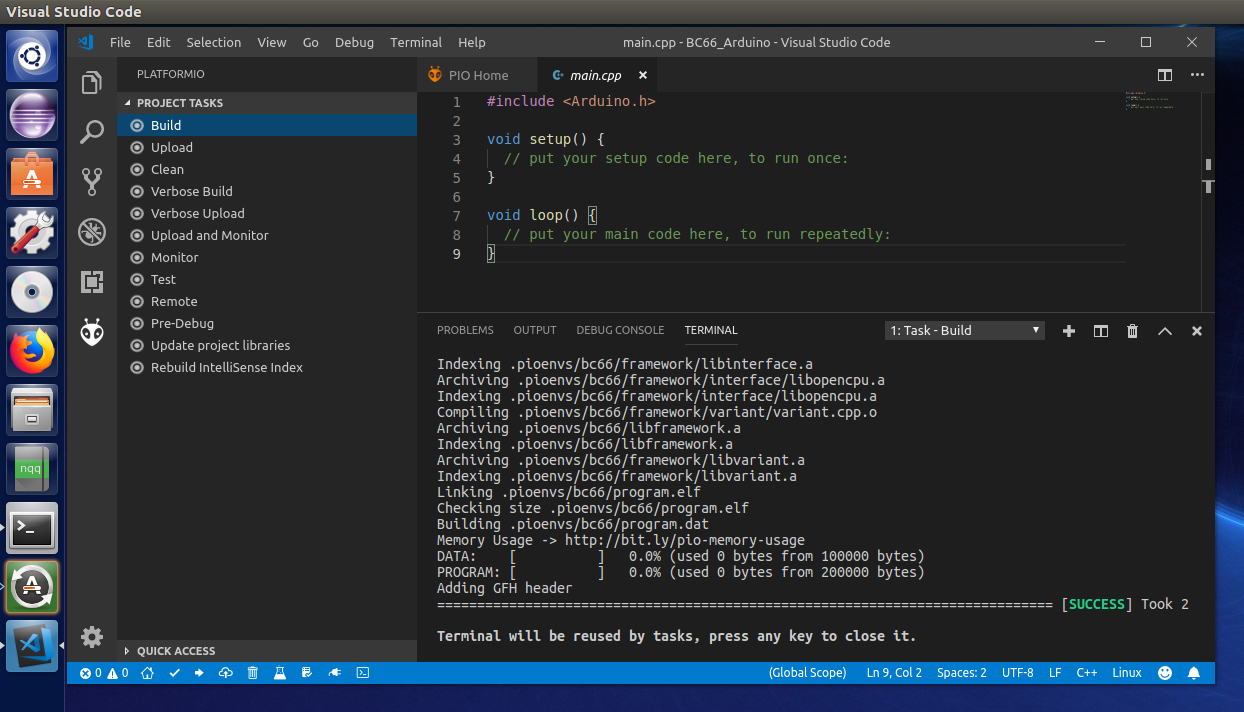 Visual Studio Code
File Edit Selection View Go Debug Terminal Help
main.cpp - BC66_Arduino - Visual Studio Code
PLATFORMIO
PROJECT TASKS
Build
Upload
Clean
Verbose Build
Verbose Upload
Upload and Monitor
Monitor
Test
Remote
Pre-Debug
Update project libraries
Rebuild IntelliSense Index
QUICK ACCESS
nqq
PIO Home
main.cpp
1 #include <Arduino.h>
2
3 void setup() {
4 // put your setup code here, to run once:
5 }
6
7 void loop() {
8 // put your main code here, to run repeatedly:
9 }
PROBLEMS OUTPUT DEBUG CONSOLE TERMINAL
1: Task - Build
Indexing .pioenvs/bc66/framework/libinterface.a
Archiving .pioenvs/bc66/framework/interface/libopencpu.a
Indexing .pioenvs/bc66/framework/interface/libopencpu.a
Compiling .pioenvs/bc66/framework/variant/variant.cpp.o
Archiving .pioenvs/bc66/libframework.a
Indexing .pioenvs/bc66/libframework.a
Archiving .pioenvs/bc66/framework/libvariant.a
Indexing .pioenvs/bc66/framework/libvariant.a
Linking .pioenvs/bc66/program.elf
Checking size .pioenvs/bc66/program.elf
Building .pioenvs/bc66/program.dat
Memory Usage -> http://bit.ly/pio-memory-usage
DATA: [ ] 0.0% (used 0 bytes from 100000 bytes)
PROGRAM: [ ] 0.0% (used 0 bytes from 200000 bytes)
Adding GFH header
============================================================================= [SUCCESS] Took 2
Terminal will be reused by tasks, press any key to close it.
0 0
(Global Scope) Ln 9, Col 2 Spaces: 2 UTF-8 LF C++ Linux